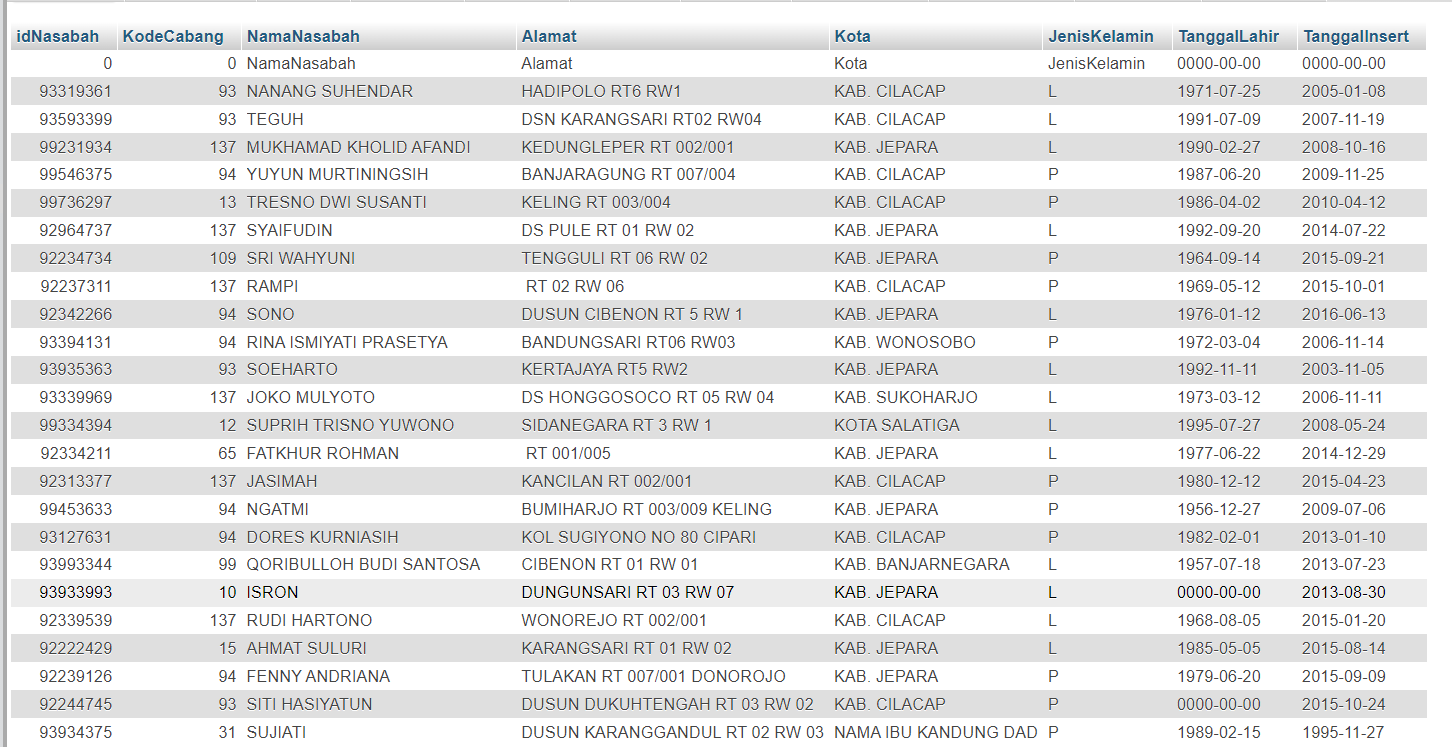 idNasabah KodeCabang NamaNasabah Alamat Kota JenisKelamin TanggalLahir TanggalInsert
0 0 NamaNasabah Alamat Kota JenisKelamin 0000-00-00 0000-00-00
93319361 93 NANANG SUHENDAR HADIPOLO RT6 RW1 KAB. CILACAP L 1971-07-25 2005-01-08
93593399 93 TEGUH DSN KARANGSARI RT02 RW04 KAB. CILACAP L 1991-07-09 2007-11-19
99231934 137 MUKHAMAD KHOLID AFANDI KEDUNGLEPER RT 002/001 KAB. JEPARA L 1990-02-27 2008-10-16
99546375 94 YUYUN MURTININGSIH BANJARAGUNG RT 007/004 KAB. CILACAP P 1987-06-20 2009-11-25
99736297 13 TRESNO DWI SUSANTI KELING RT 003/004 KAB. CILACAP P 1986-04-02 2010-04-12
92964737 137 SYAIFUDIN DS PULE RT 01 RW 02 KAB. JEPARA L 1992-09-20 2014-07-22
92234734 109 SRI WAHYUNI TENGGULI RT 06 RW 02 KAB. JEPARA P 1964-09-14 2015-09-21
92237311 137 RAMPI RT 02 RW 06 KAB. CILACAP P 1969-05-12 2015-10-01
92342266 94 SONO DUSUN CIBENON RT 5 RW 1 KAB. JEPARA L 1976-01-12 2016-06-13
93394131 94 RINA ISMIYATI PRASETYA BANDUNGSARI RT06 RW03 KAB. WONOSOBO P 1972-03-04 2006-11-14
93935363 93 SOEHARTO KERTAJAYA RT5 RW2 KAB. JEPARA L 1992-11-11 2003-11-05
93339969 137 JOKO MULYOTO DS HONGGOSOCO RT 05 RW 04 KAB. SUKOHARJO L 1973-03-12 2006-11-11
99334394 12 SUPRIH TRISNO YUWONO SIDANEGARA RT 3 RW 1 KOTA SALATIGA L 1995-07-27 2008-05-24
92334211 65 FATKHUR ROHMAN RT 001/005 KAB. JEPARA L 1977-06-22 2014-12-29
92313377 137 JASIMAH KANCILAN RT 002/001 KAB. CILACAP P 1980-12-12 2015-04-23
99453633 94 NGATMI BUMIHARJO RT 003/009 KELING KAB. JEPARA P 1956-12-27 2009-07-06
93127631 94 DORES KURNIASIH KOL SUGIYONO NO 80 CIPARI KAB. CILACAP P 1982-02-01 2013-01-10
93993344 99 QORIBULLOH BUDI SANTOSA CIBENON RT 01 RW 01 KAB. BANJARNEGARA L 1957-07-18 2013-07-23
93933993 10 ISRON DUNGUNSARI RT 03 RW 07 KAB. JEPARA L 0000-00-00 2013-08-30
92339539 137 RUDI HARTONO WONOREJO RT 002/001 KAB. CILACAP L 1968-08-05 2015-01-20
92222429 15 AHMAT SULURI KARANGSARI RT 01 RW 02 KAB. JEPARA L 1985-05-05 2015-08-14
92239126 94 FENNY ANDRIANA TULAKAN RT 007/001 DONOROJO KAB. JEPARA P 1979-06-20 2015-09-09
92244745 93 SITI HASIYATUN DUSUN DUKUHTENGAH RT 03 RW 02 KAB. CILACAP P 0000-00-00 2015-10-24
93934375 31 SUJIATI DUSUN KARANGGANDUL RT 02 RW 03 NAMA IBU KANDUNG DAD P 1989-02-15 1995-11-27